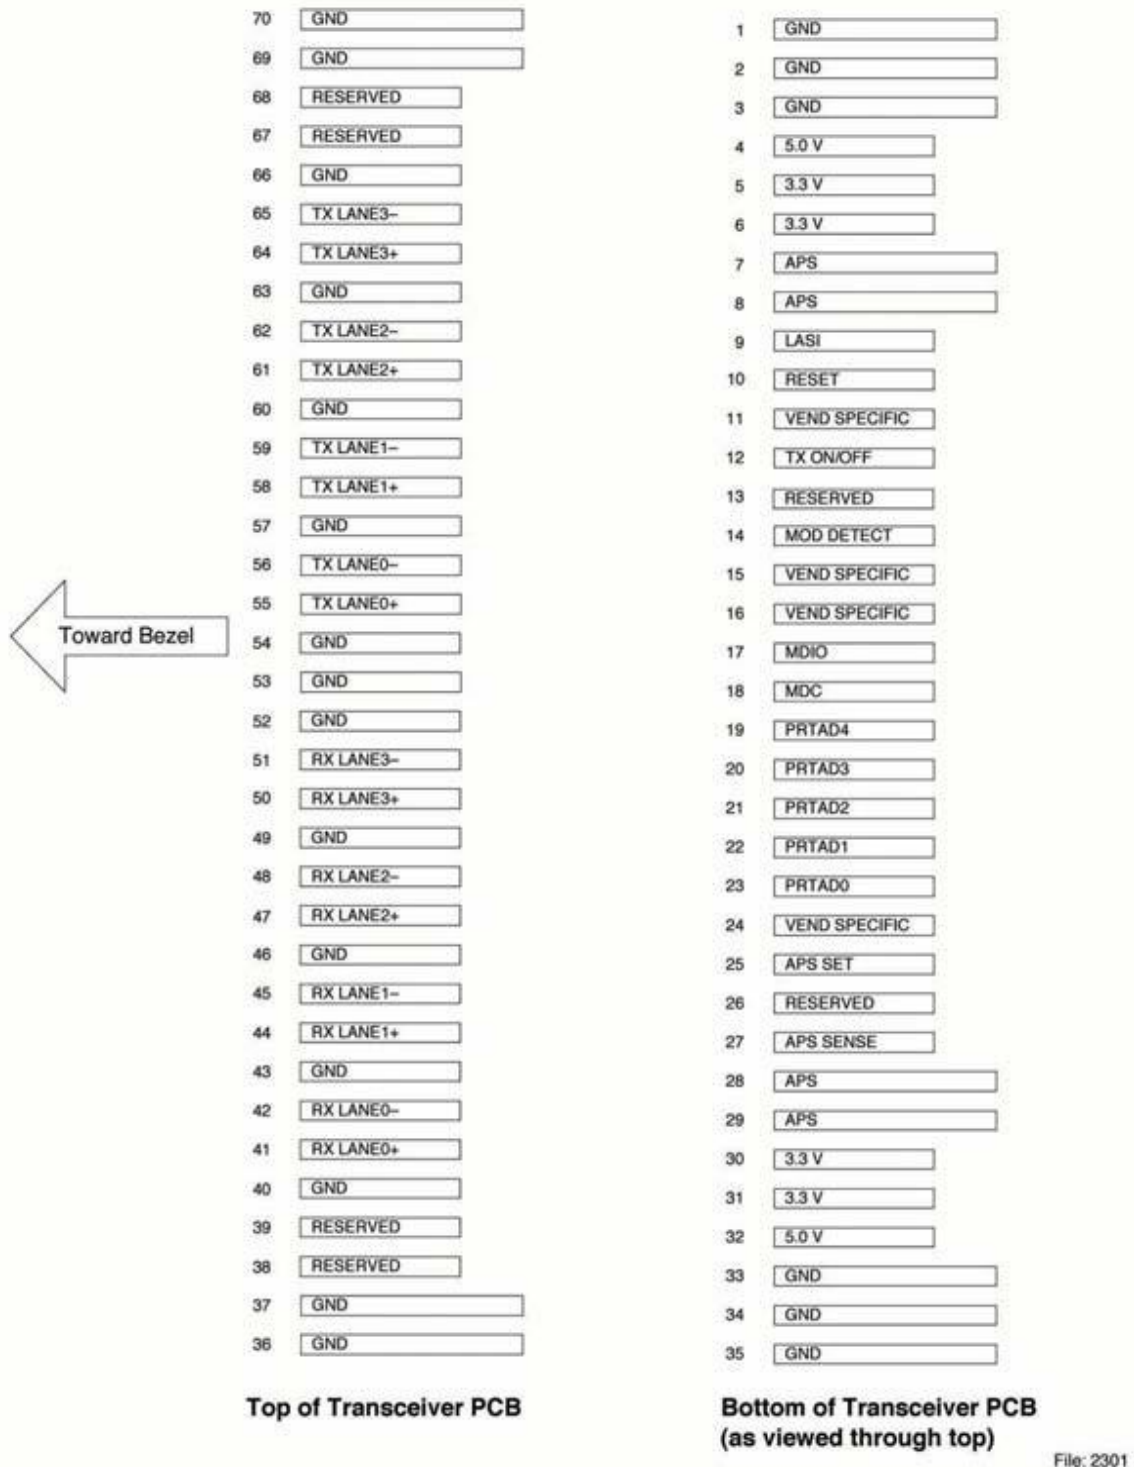 70 GND
69 GND
68 RESERVED
67 RESERVED
66 GND
65 TX LANE3–
64 TX LANE3+
63 GND
62 TX LANE2–
61 TX LANE2+
60 GND
59 TX LANE1–
58 TX LANE1+
57 GND
56 TX LANE0–
55 TX LANE0+
Toward Bezel
54 GND
53 GND
52 GND
51 RX LANE3–
50 RX LANE3+
49 GND
48 RX LANE2–
47 RX LANE2+
46 GND
45 RX LANE1–
44 RX LANE1+
43 GND
42 RX LANE0–
41 RX LANE0+
40 GND
39 RESERVED
38 RESERVED
37 GND
36 GND
Top of Transceiver PCB
1 GND
2 GND
3 GND
4 5.0 V
5 3.3 V
6 3.3 V
7 APS
8 APS
9 LASI
10 RESET
11 VEND SPECIFIC
12 TX ON/OFF
13 RESERVED
14 MOD DETECT
15 VEND SPECIFIC
16 VEND SPECIFIC
17 MDIO
18 MDC
19 PRTAD4
20 PRTAD3
21 PRTAD2
22 PRTAD1
23 PRTAD0
24 VEND SPECIFIC
25 APS SET
26 RESERVED
27 APS SENSE
28 APS
29 APS
30 3.3 V
31 3.3 V
32 5.0 V
33 GND
34 GND
35 GND
Bottom of Transceiver PCB
(as viewed through top)
File: 2301